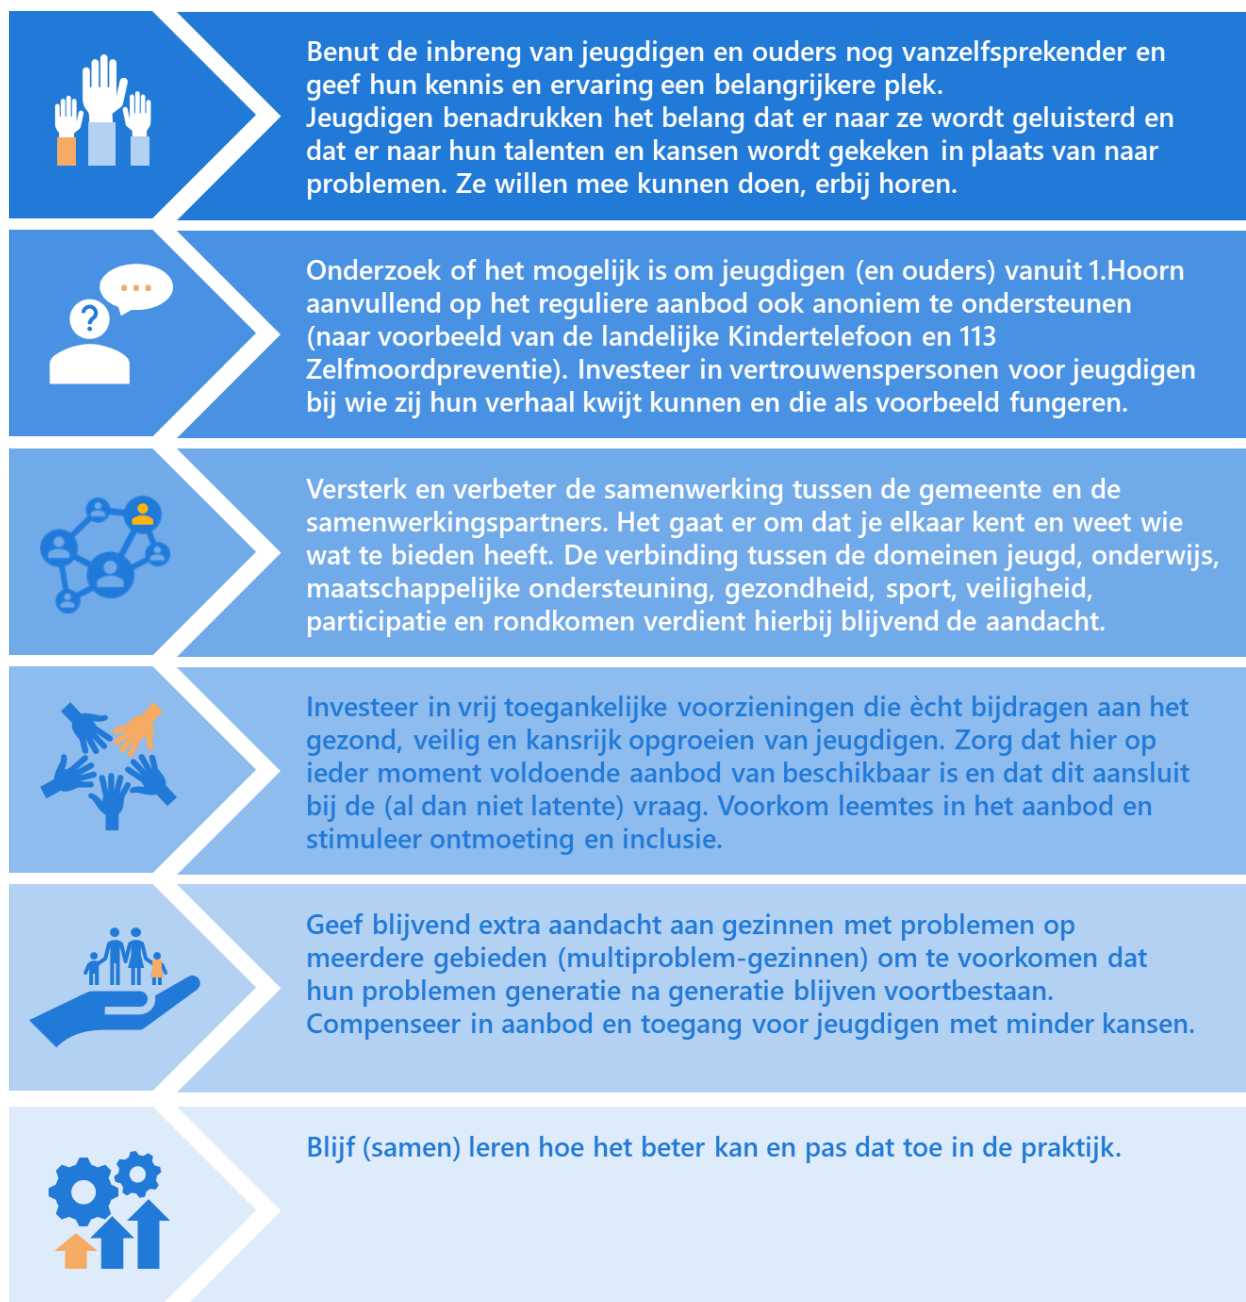 Benut de inbreng van jeugdigen en ouders nog vanzelfsprekender en
geef hun kennis en ervaring een belangrijkere plek.
Jeugdigen benadrukken het belang dat er naar ze wordt geluisterd en
dat er naar hun talenten en kansen wordt gekeken in plaats van naar
problemen. Ze willen mee kunnen doen, erbij horen.
?
Onderzoek of het mogelijk is om jeugdigen (en ouders) vanuit 1.Hoorn
aanvullend op het reguliere aanbod ook anoniem te ondersteunen
(naar voorbeeld van de landelijke Kindertelefoon en 113
Zelfmoordpreventie). Investeer in vertrouwenspersonen voor jeugdigen
bij wie zij hun verhaal kwijt kunnen en die als voorbeeld fungeren.
Versterk en verbeter de samenwerking tussen de gemeente en de
samenwerkingspartners. Het gaat er om dat je elkaar kent en weet wie
wat te bieden heeft. De verbinding tussen de domeinen jeugd, onderwijs,
maatschappelijke ondersteuning, gezondheid, sport, veiligheid,
participatie en rondkomen verdient hierbij blijvend de aandacht.
Investeer in vrij toegankelijke voorzieningen die ècht bijdragen aan het
gezond, veilig en kansrijk opgroeien van jeugdigen. Zorg dat hier op
ieder moment voldoende aanbod van beschikbaar is en dat dit aansluit
bij de (al dan niet latente) vraag. Voorkom leemtes in het aanbod en
stimuleer ontmoeting en inclusie.
Geef blijvend extra aandacht aan gezinnen met problemen op
meerdere gebieden (multiproblem-gezinnen) om te voorkomen dat
hun problemen generatie na generatie blijven voortbestaan.
Compenseer in aanbod en toegang voor jeugdigen met minder kansen.
Blijf (samen) leren hoe het beter kan en pas dat toe in de praktijk.